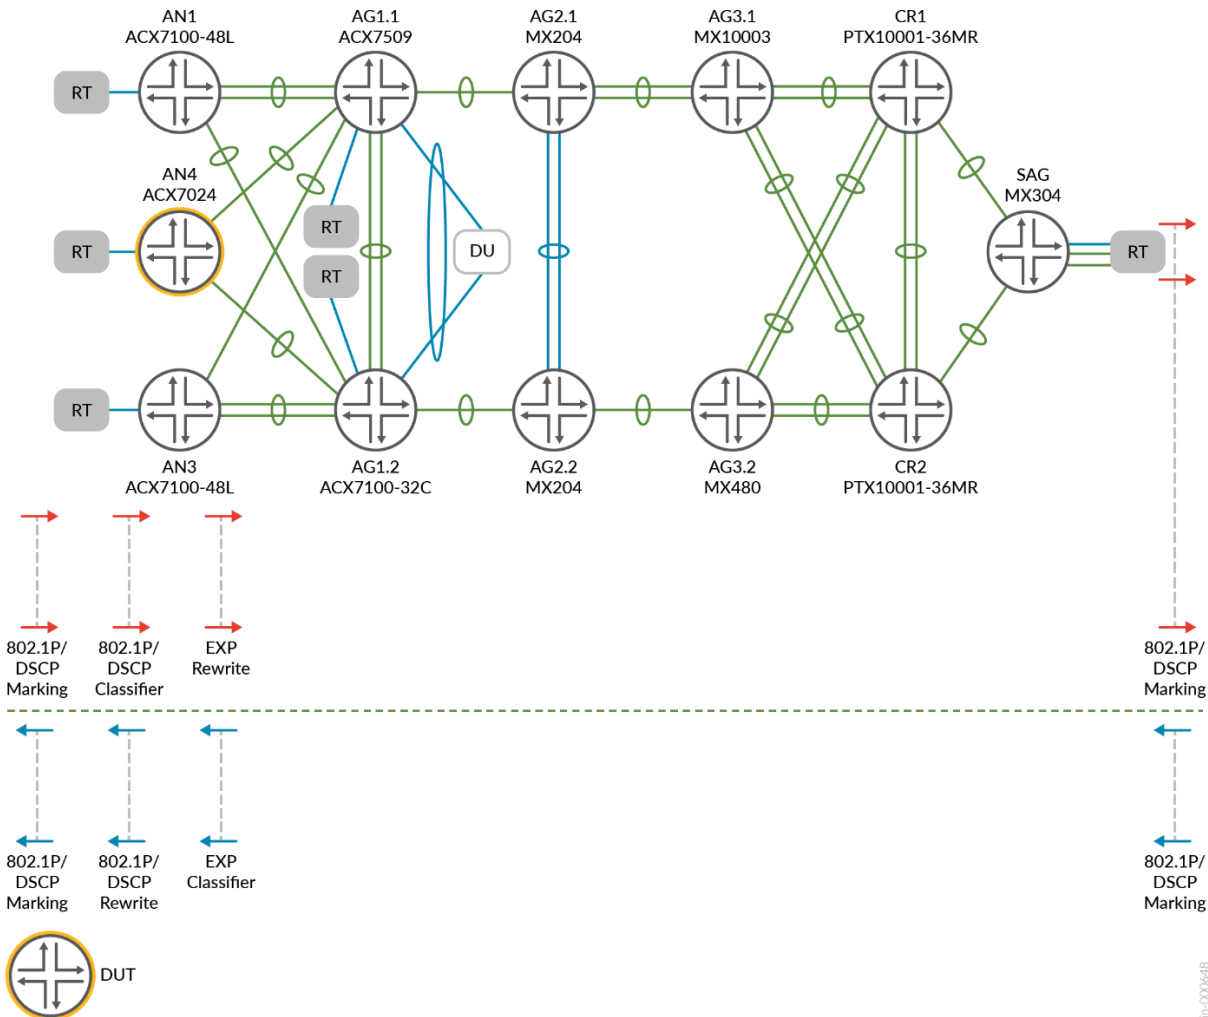 AN1
ACX7100-48L
AG1.1
ACX7509
AG2.1
MX204
AG3.1
MX10003
CR1
PTX10001-36MR
RT
AN4
ACX7024
SAG
MX304
RT
RT
RT
DU
RT
RT
AN3
ACX7100-48L
AG1.2
ACX7100-32C
AG2.2
MX204
AG3.2
MX480
CR2
PTX10001-36MR
802.1P/
DSCP
Marking
802.1P/
DSCP
Classifier
EXP
Rewrite
802.1P/
DSCP
Marking
802.1P/
DSCP
Marking
802.1P/
DSCP
Rewrite
EXP
Classifier
802.1P/
DSCP
Marking
DUT
jn-000648